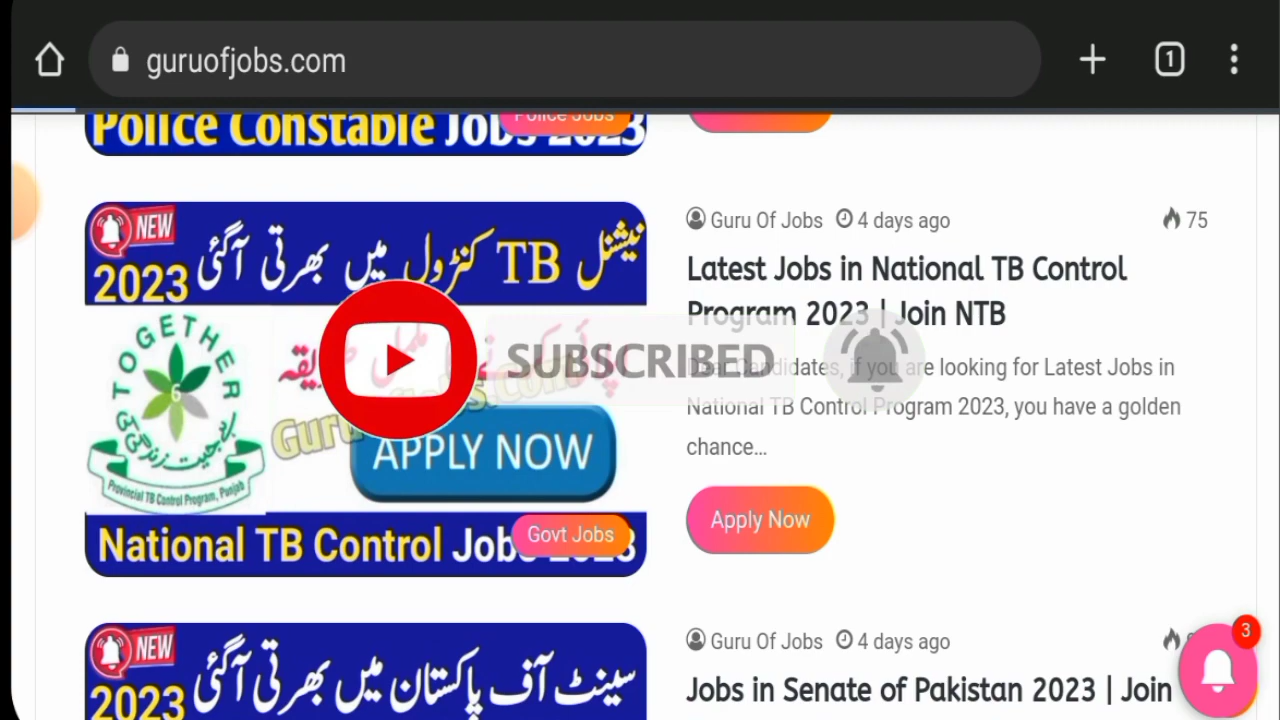 guruofjobs.com
1
Police Constable Jobs 2023
Police Jobs
NEW
2023
نیشنل TB کنٹرول میں بھرتی آگئی
TOGETHER
Provincial TB Control Program, Punjab
GuruOfJobs.Com
APPLY NOW
National TB Control Jobs 2023
Govt Jobs
SUBSCRIBED
Guru Of Jobs 4 days ago 75
Latest Jobs in National TB Control
Program 2023 | Join NTB
Dear Candidates, if you are looking for Latest Jobs in
National TB Control Program 2023, you have a golden
chance…
Apply Now
NEW
2023
سینٹ آف پاکستان میں بھرتی آگئی
Guru Of Jobs 4 days ago
Jobs in Senate of Pakistan 2023 | Join
3